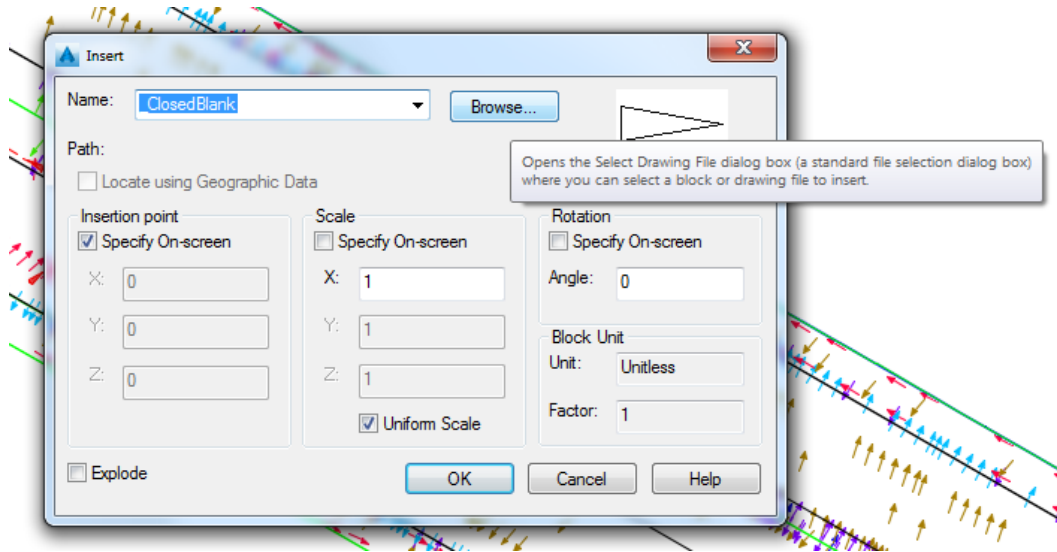 Insert
Name: _ClosedBlank Browse...
Path:
Opens the Select Drawing File dialog box (a standard file selection dialog box)
where you can select a block or drawing file to insert.
Locate using Geographic Data
Insertion point
Specify On-screen
X: 0
Y: 0
Z: 0
Scale
Specify On-screen
X: 1
Y: 1
Z: 1
Uniform Scale
Rotation
Specify On-screen
Angle: 0
Block Unit
Unit: Unitless
Factor: 1
Explode
OK Cancel Help